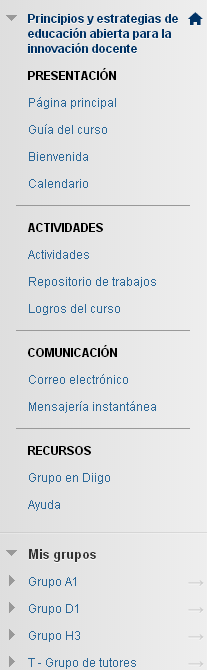 Principios y estrategias de
educación abierta para la
innovación docente
PRESENTACIÓN
Página principal
Guía del curso
Bienvenida
Calendario
ACTIVIDADES
Actividades
Repositorio de trabajos
Logros del curso
COMUNICACIÓN
Correo electrónico
Mensajería instantánea
RECURSOS
Grupo en Diigo
Ayuda
Mis grupos
Grupo A1
Grupo D1
Grupo H3
T - Grupo de tutores